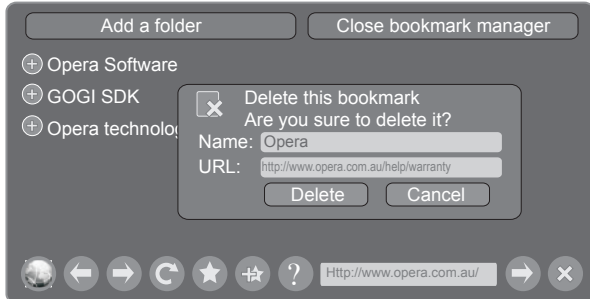 Add a folder
Close bookmark manager
Opera Software
GOGI SDK
Opera technolo
Delete this bookmark
Are you sure to delete it?
Name: Opera
URL: http://www.opera.com.au/help/warranty
Delete
Cancel
? Http://www.opera.com.au/